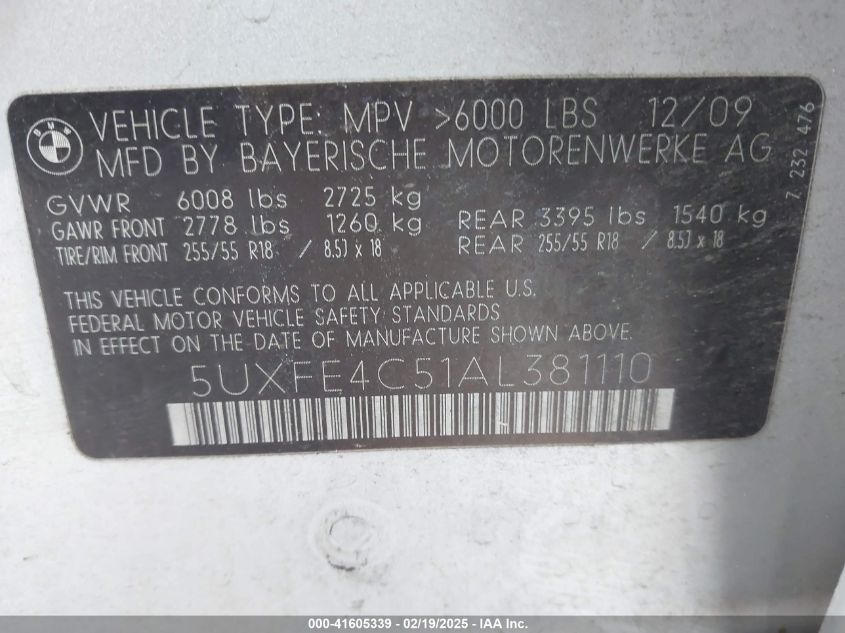 BMW
VEHICLE TYPE: MPV >6000 LBS 12/09
MFD BY BAYERISCHE MOTORENWERKE AG
7 232 476
GVWR 6008 lbs 2725 kg
GAWR FRONT 2778 lbs 1260 kg REAR 3395 lbs 1540 kg
TIRE/RIM FRONT 255/55 R18 / 8.5J x 18 REAR 255/55 R18 / 8.5J x 18
THIS VEHICLE CONFORMS TO ALL APPLICABLE U.S.
FEDERAL MOTOR VEHICLE SAFETY STANDARDS
IN EFFECT ON THE DATE OF MANUFACTURE SHOWN ABOVE.
5UXFE4C51AL381110
000-41605339 - 02/19/2025 - IAA Inc.